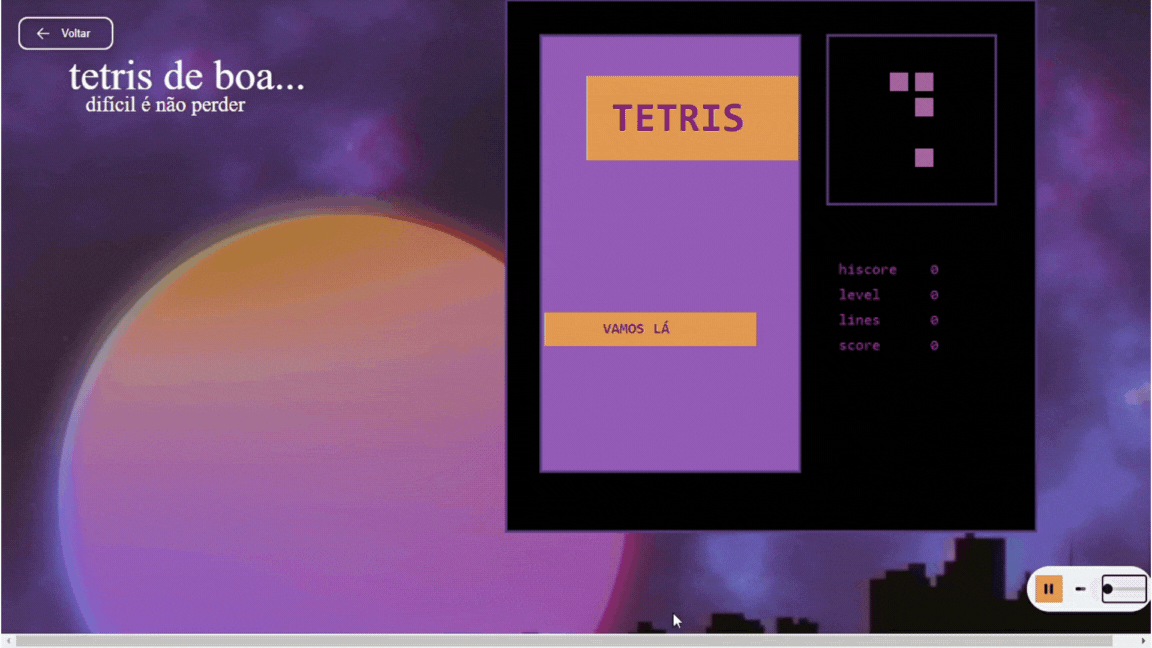 Voltar
tetris de boa...
difícil é não perder
TETRIS
VAMOS LÁ
hiscore 0
level 0
lines 0
score 0